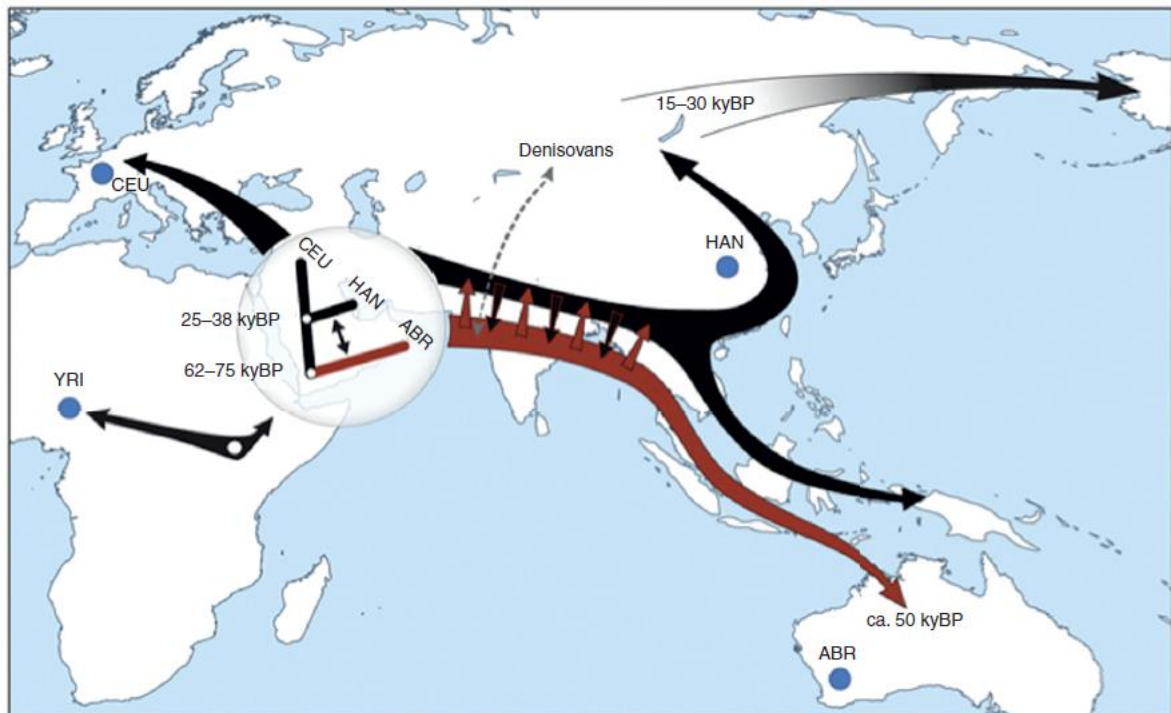 15–30 kyBP
Denisovans
CEU
HAN
CEU
HAN
ABR
25–38 kyBP
62–75 kyBP
YRI
ca. 50 kyBP
ABR